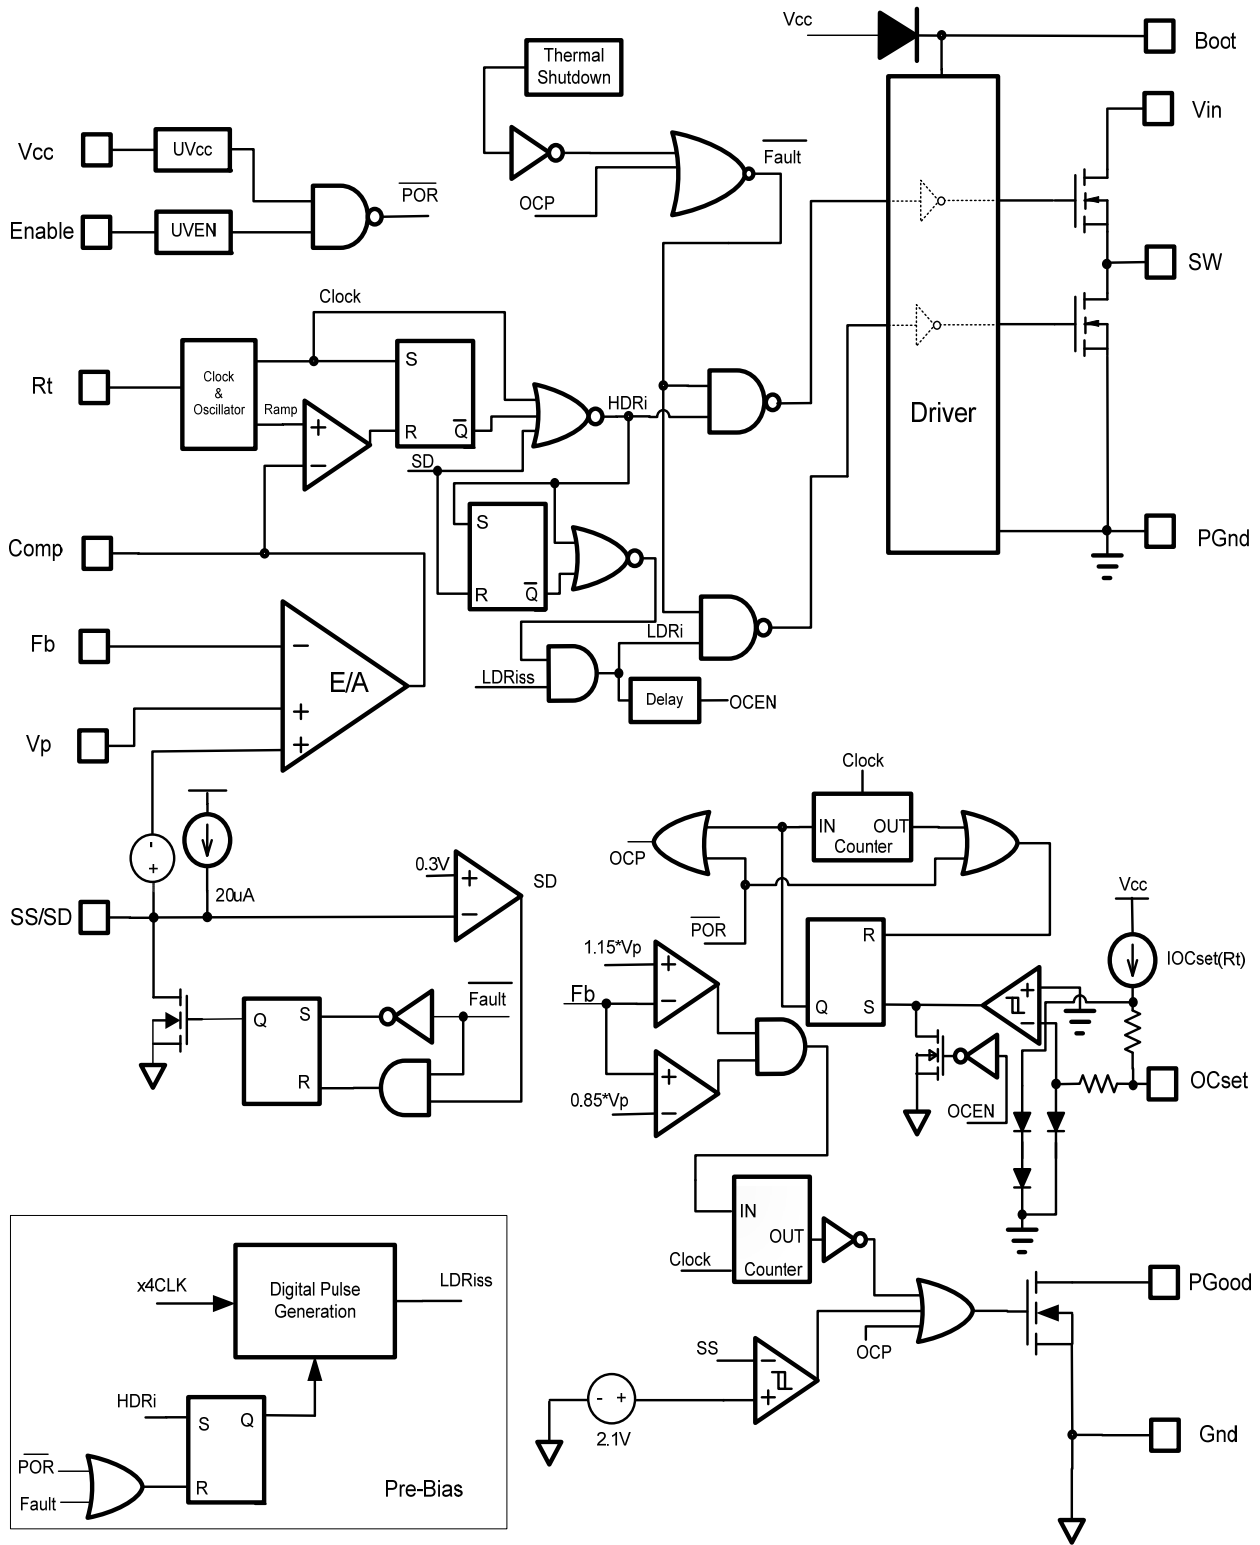 Vcc
Boot
Thermal
Shutdown
Vin
Vcc
UVcc
Fault
POR
OCP
Enable
UVEN
SW
Clock
Rt
Clock
&
Oscillator
Ramp
+
−
S
R
Q
HDRi
SD
Driver
S
R
Q
Comp
PGnd
Fb
−
E/A
+
+
Vp
LDRi
LDRiss
Delay
OCEN
Clock
IN
OUT
Counter
OCP
-
+
20uA
0.3V
+
−
SD
SS/SD
POR
Vcc
R
Q
S
IOCset(Rt)
1.15*Vp
+
−
Fb
+
−
0.85*Vp
+
−
Fault
Q
S
R
OCset
OCEN
IN
OUT
Counter
Clock
x4CLK
Digital Pulse
Generation
LDRiss
PGood
SS
−
+
OCP
- +
2.1V
HDRi
S
Q
R
POR
Fault
Pre-Bias
Gnd